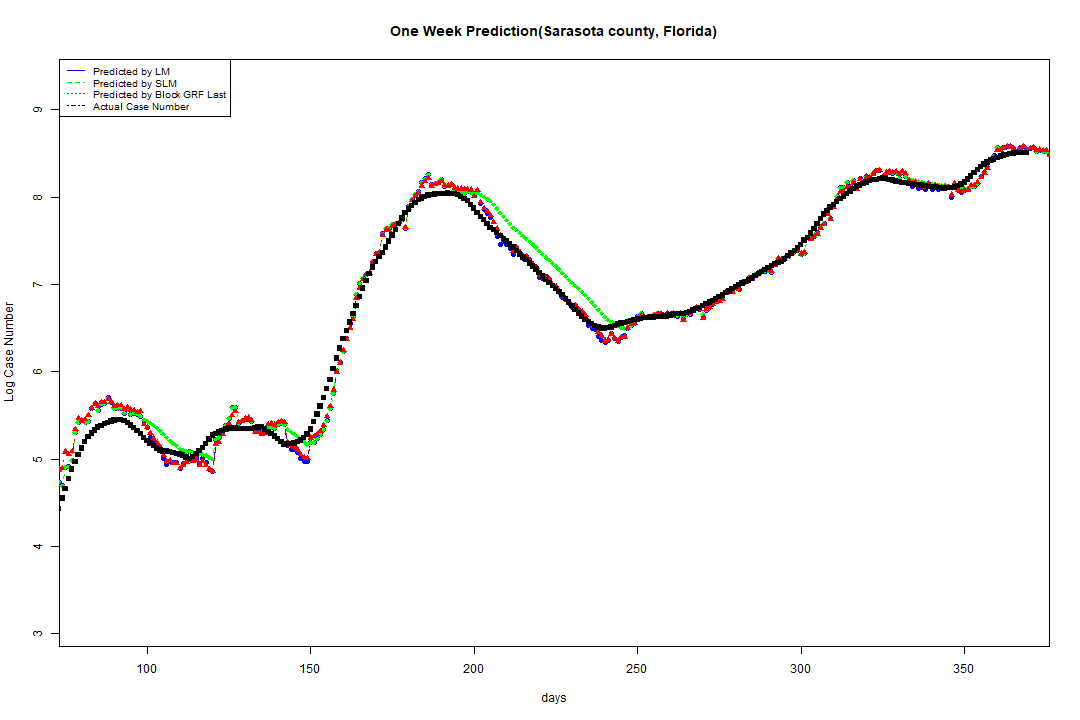 One Week Prediction(Sarasota county, Florida)
Predicted by LM
Predicted by SLM
Predicted by Block GRF Last
Actual Case Number
9
8
7
6
5
4
3
Log Case Number
100 150 200 250 300 350
days